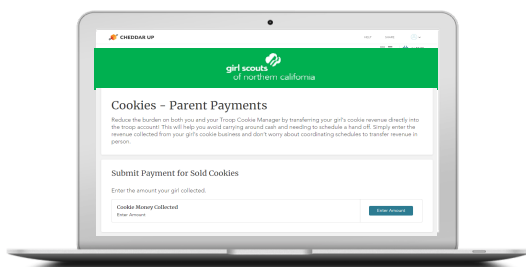 CHEDDAR UP
HELP
girl scouts
of northern california
Cookies - Parent Payments
Reduce the burden on both you and your Troop Cookie Manager by transferring your girl's cookie revenue directly into
the troop account! This will help you avoid carrying around cash and needing to schedule a hand off. Simply enter the
revenue collected from your girl's cookie business and don't worry about coordinating schedules to transfer revenue in
person.
Submit Payment for Sold Cookies
Enter the amount your girl collected.
Cookie Money Collected
Enter Amount
Enter Amount